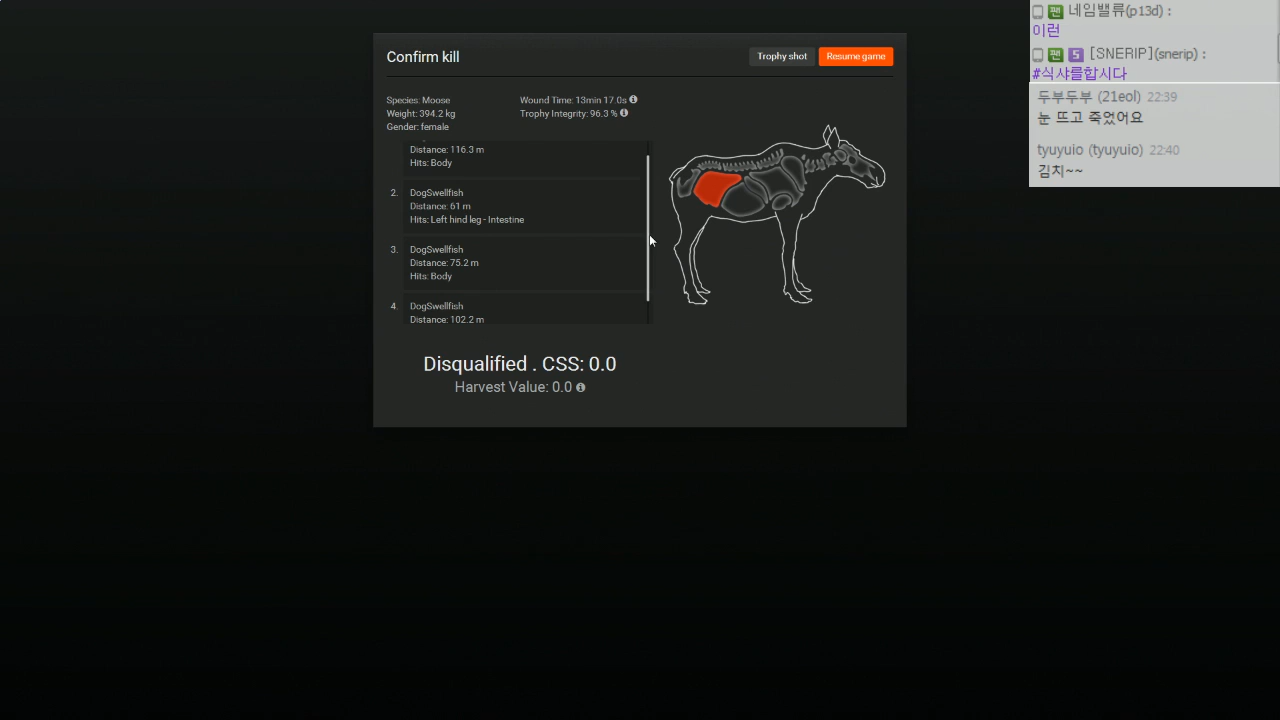 Confirm kill
Trophy shot
Resume game
Species: Moose
Weight: 394.2 kg
Gender: female
Wound Time: 13min 17.0s
Trophy Integrity: 96.3 %
Distance: 116.3 m
Hits: Body
2. DogSwellfish
Distance: 61 m
Hits: Left hind leg - Intestine
3. DogSwellfish
Distance: 75.2 m
Hits: Body
4. DogSwellfish
Distance: 102.2 m
Disqualified . CSS: 0.0
Harvest Value: 0.0
팬 네임밸류(p13d) :
이런
팬 5 [SNERIP](snerip) :
#식사를합시다
두부두부 (21eol) 22:39
눈 뜨고 죽었어요
tyuyuio (tyuyuio) 22:40
김치~~